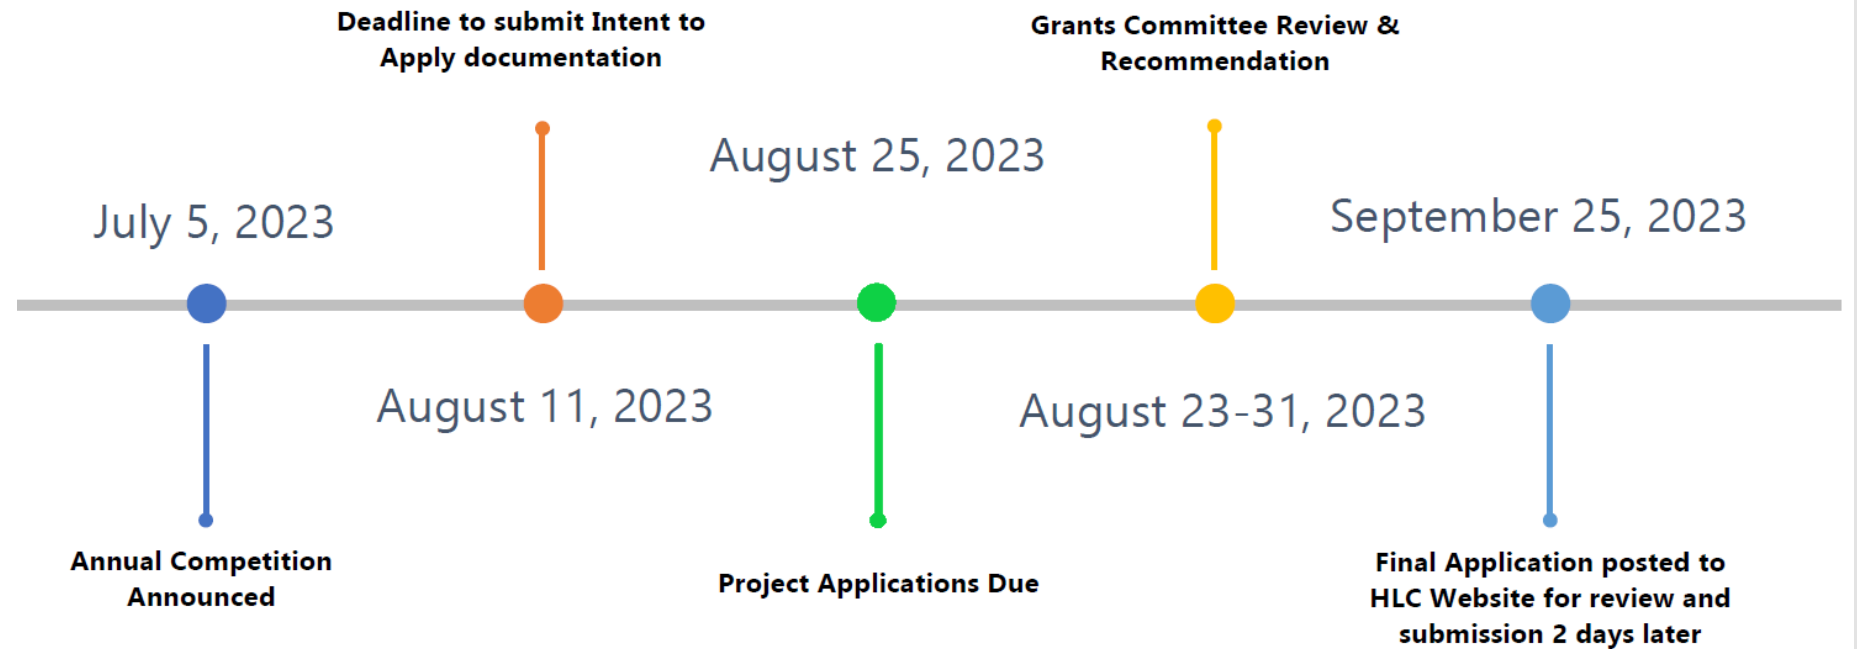 Deadline to submit Intent to
Apply documentation
Grants Committee Review &
Recommendation
August 25, 2023
July 5, 2023
September 25, 2023
August 11, 2023
August 23-31, 2023
Annual Competition
Announced
Project Applications Due
Final Application posted to
HLC Website for review and
submission 2 days later